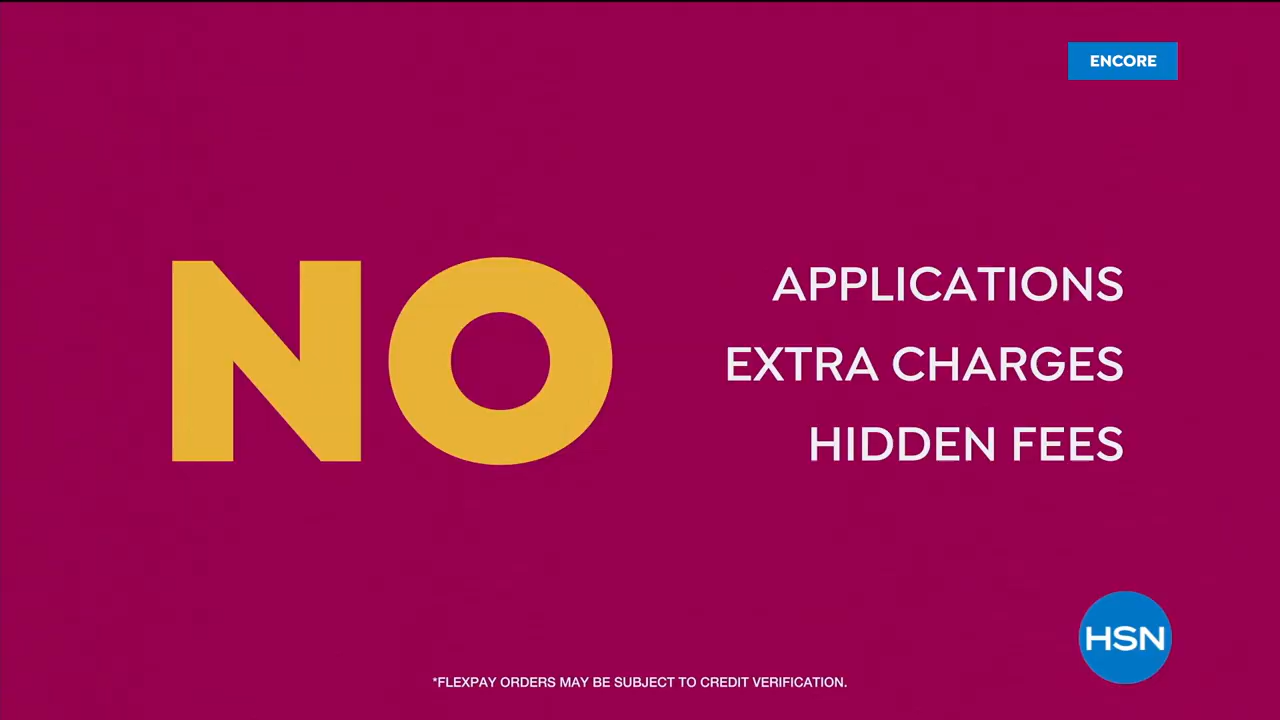 ENCORE
NO
APPLICATIONS
EXTRA CHARGES
HIDDEN FEES
HSN
*FLEXPAY ORDERS MAY BE SUBJECT TO CREDIT VERIFICATION.